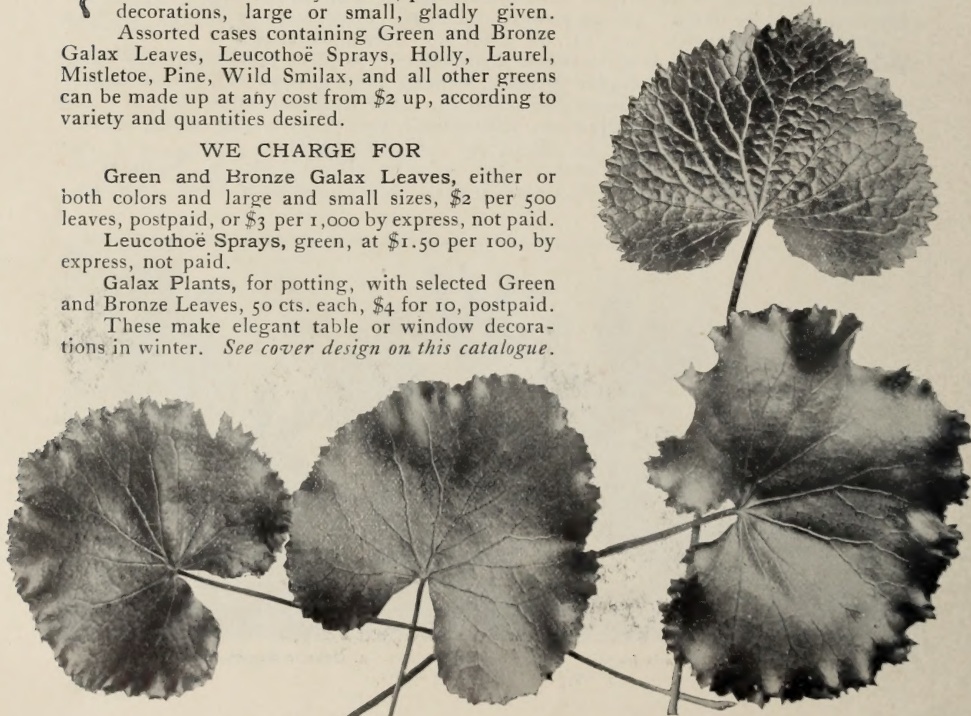 decorations, large or small, gladly given.
Assorted cases containing Green and Bronze
Galax Leaves, Leucothoë Sprays, Holly, Laurel,
Mistletoe, Pine, Wild Smilax, and all other greens
can be made up at any cost from $2 up, according to
variety and quantities desired.
WE CHARGE FOR
Green and Bronze Galax Leaves, either or
both colors and large and small sizes, $2 per 500
leaves, postpaid, or $3 per 1,000 by express, not paid.
Leucothoë Sprays, green, at $1.50 per 100, by
express, not paid.
Galax Plants, for potting, with selected Green
and Bronze Leaves, 50 cts. each, $4 for 10, postpaid.
These make elegant table or window decora-
tions in winter. See cover design on this catalogue.